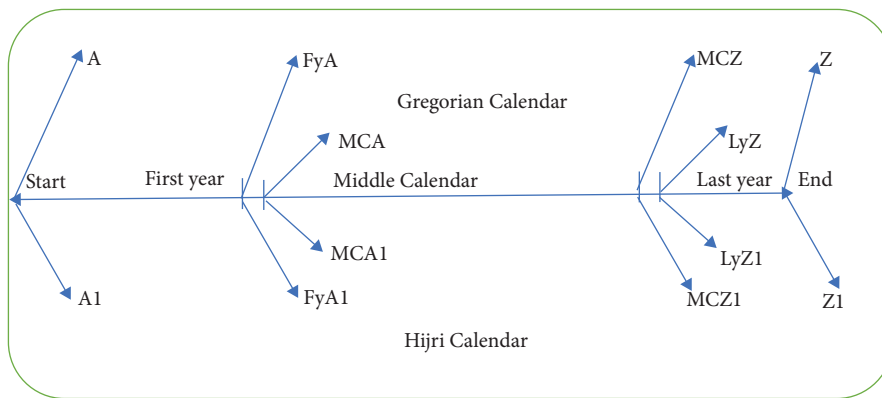 A
FyA
MCZ
Z
Gregorian Calendar
MCA
LyZ
Start
First year
Middle Calendar
Last year
End
MCA1
LyZ1
A1
FyA1
MCZ1
Z1
Hijri Calendar